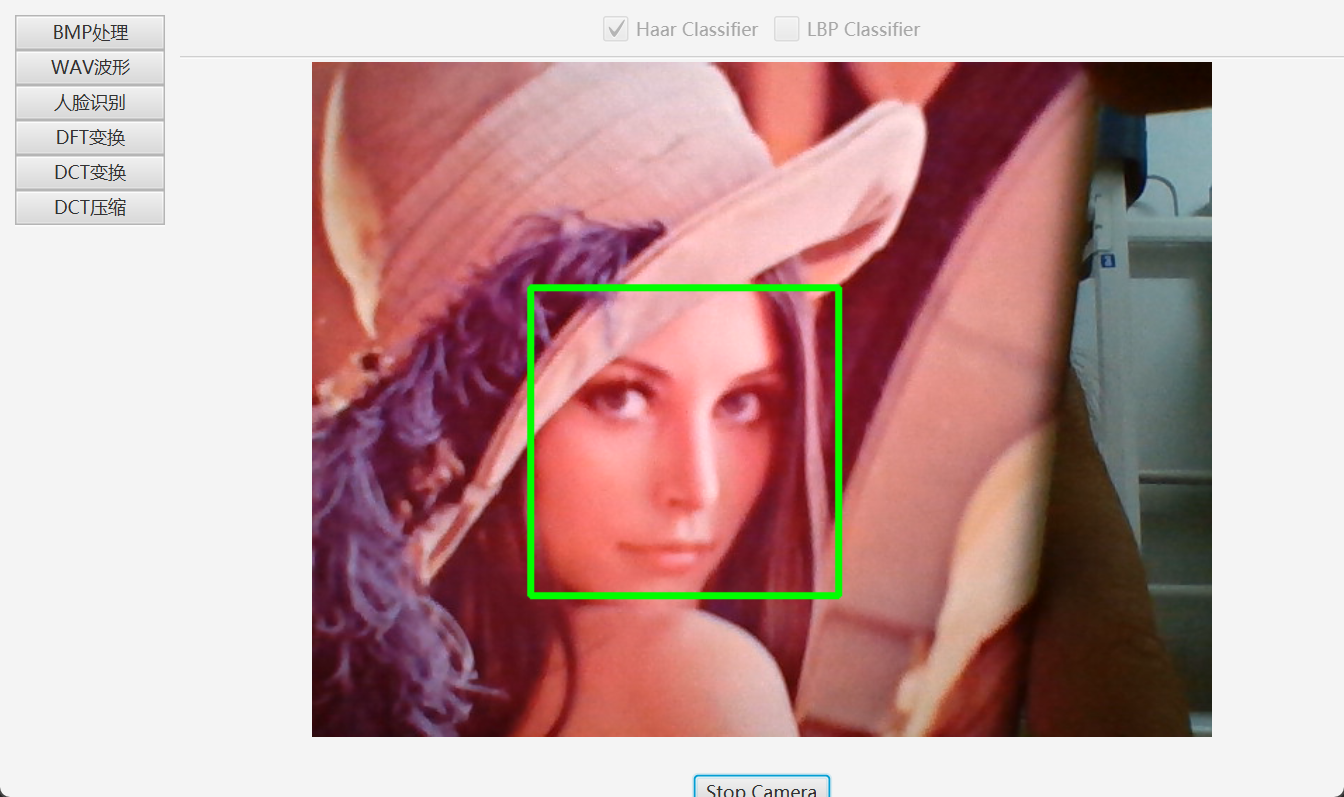 BMP处理
WAV波形
人脸识别
DFT变换
DCT变换
DCT压缩
Haar Classifier
LBP Classifier
Stop Camera